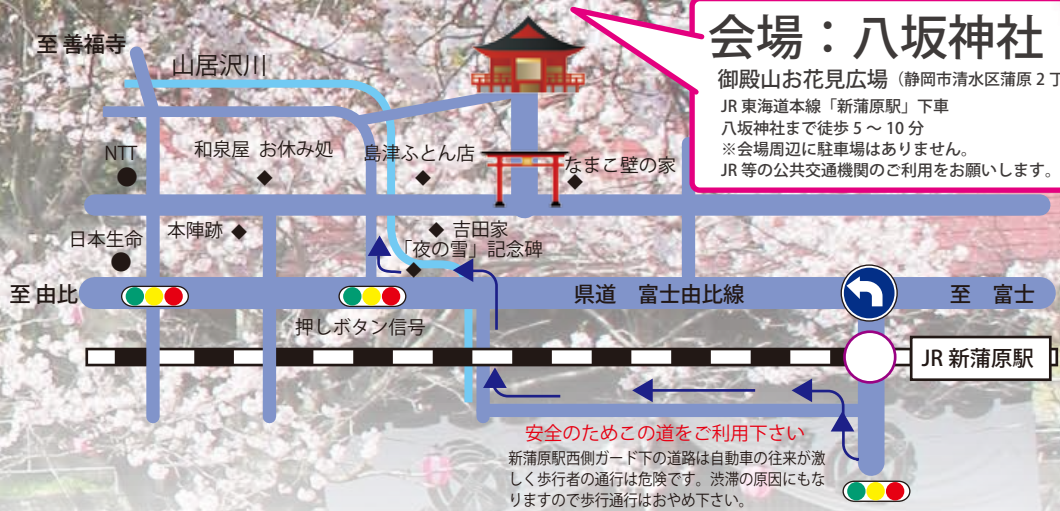 会場：八坂神社
御殿山お花見広場（静岡市清水区蒲原２丁
JR 東海道本線「新蒲原駅」下車
八坂神社まで徒歩 5 ～ 10 分
※会場周辺に駐車場はありません。
JR 等の公共交通機関のご利用をお願いします。
至 善福寺
山居沢川
NTT
和泉屋 お休み処
島津ふとん店
なまこ壁の家
日本生命
本陣跡
吉田家
「夜の雪」記念碑
至 由比
県道　富士由比線
至　富士
押しボタン信号
JR 新蒲原駅
安全のためこの道をご利用下さい
新蒲原駅西側ガード下の道路は自動車の往来が激
しく歩行者の通行は危険です。渋滞の原因にもな
りますので歩行通行はおやめ下さい。